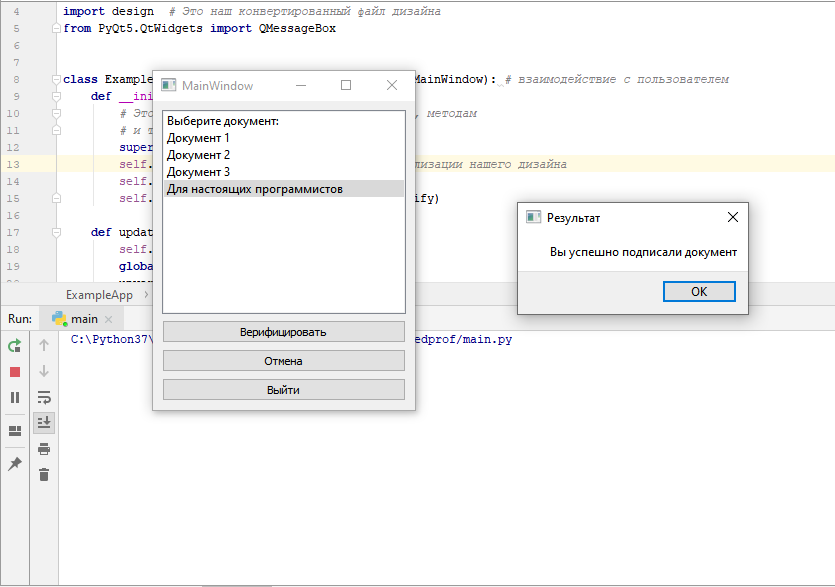 4 import design # Это наш конвертированный файл дизайна
5 from PyQt5.QtWidgets import QMessageBox
6
7
8 class Example MainWindow): # взаимодействие с пользователем
9 def __ini
10 # Это , методам
11 # и т
12 super
13 self. лизации нашего дизайна
14 self.
15 self. ify)
16
17 def updat
18 self.
19 globa
ExampleApp
MainWindow
Выберите документ:
Документ 1
Документ 2
Документ 3
Для настоящих программистов
Верифицировать
Отмена
Выйти
Результат
Вы успешно подписали документ
OK
Run: main
C:\Python37\ edprof/main.py